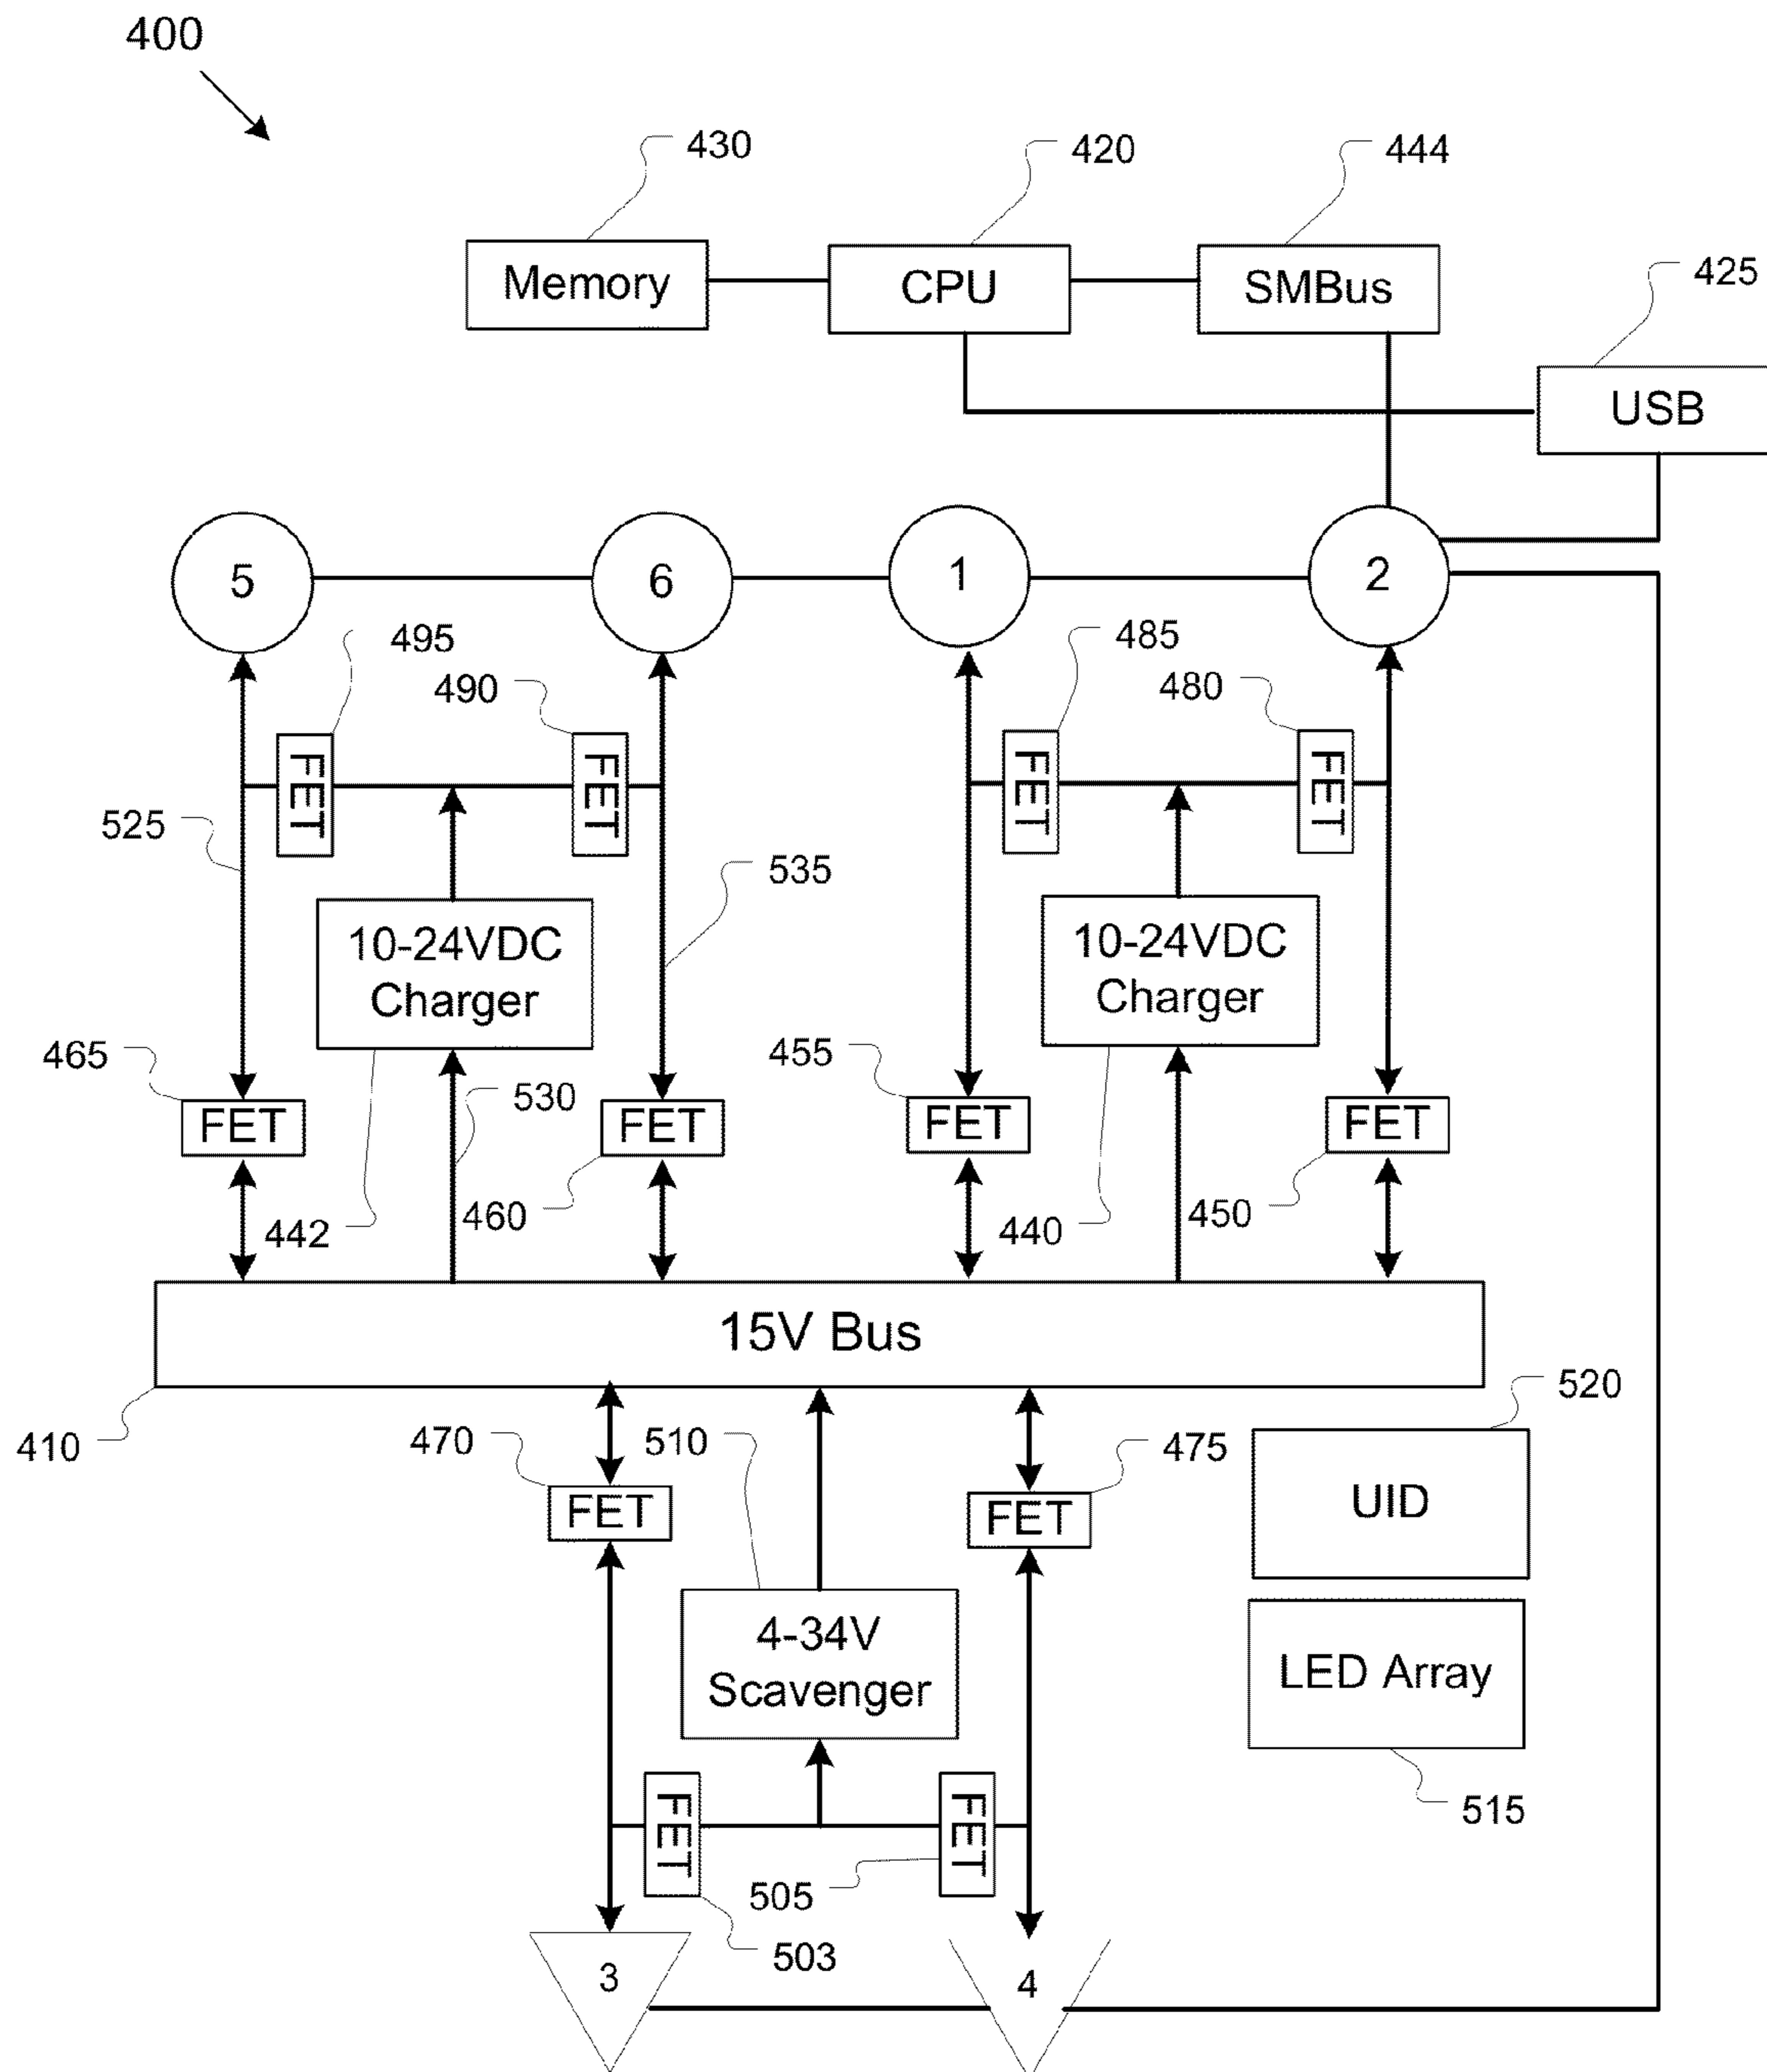 400
430
420
444
Memory
CPU
SMBus
425
USB
5
6
1
2
495
485
490
480
FET
FET
FET
FET
525
535
10-24VDC
Charger
10-24VDC
Charger
465
530
455
FET
FET
FET
FET
442
460
440
450
15V Bus
410
470
510
475
520
FET
FET
UID
4-34V
Scavenger
LED Array
FET
FET
515
505
503
3
4